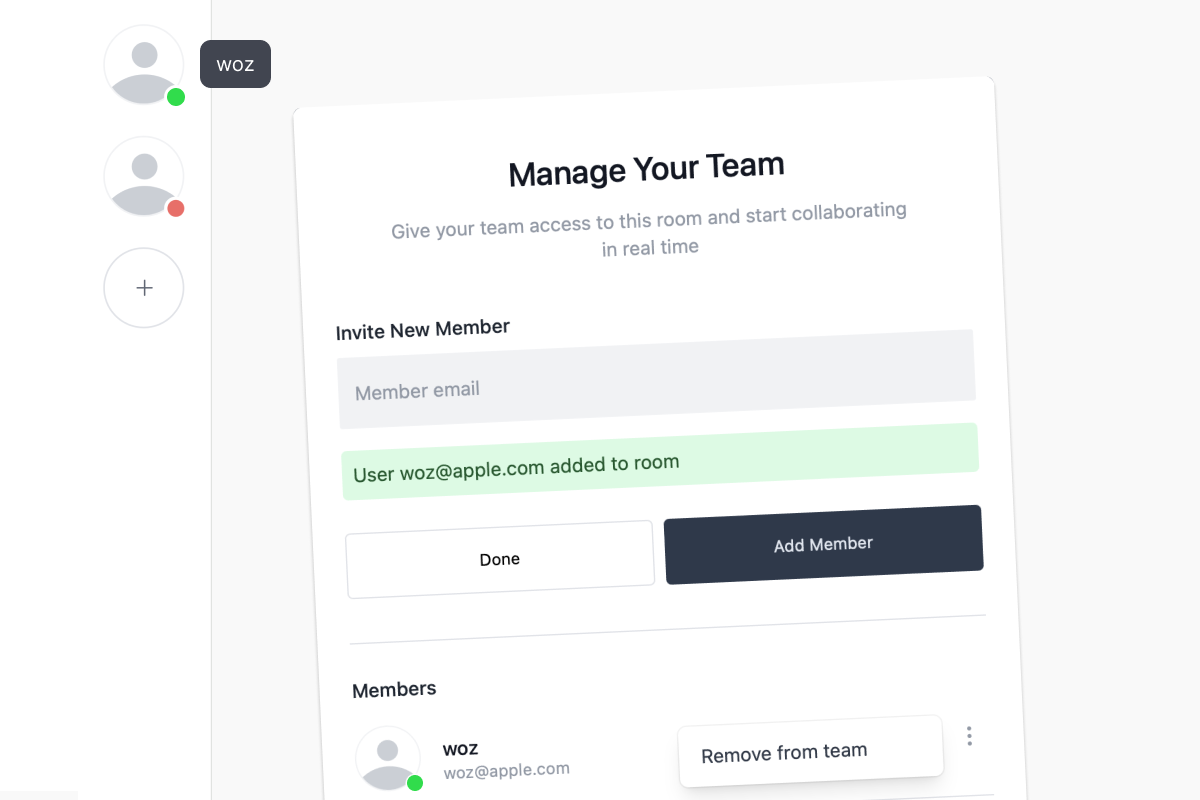 woz
Manage Your Team
Give your team access to this room and start collaborating
in real time
Invite New Member
Member email
User woz@apple.com added to room
Done
Add Member
Members
woz
woz@apple.com
Remove from team